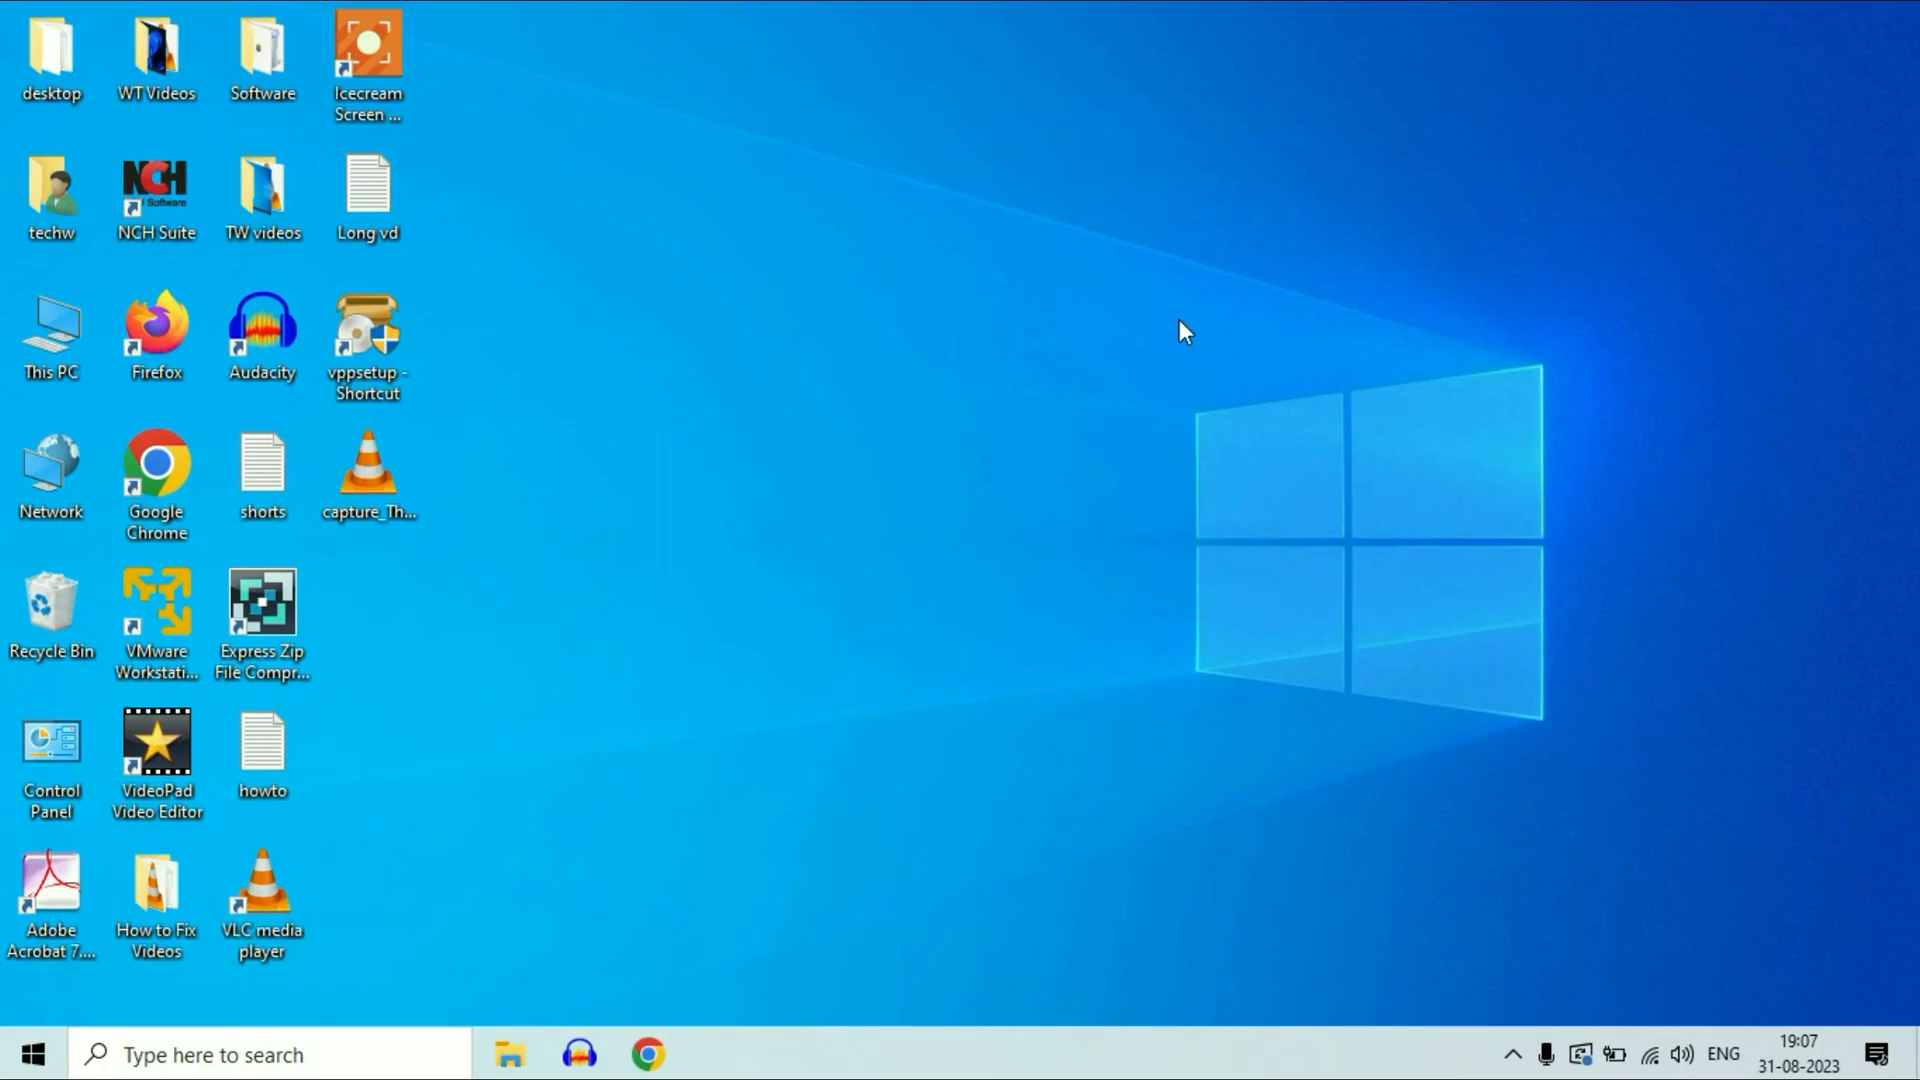 desktop
WT Videos
Software
Icecream
Screen ...
techw
NCH
Software
NCH Suite
TW videos
Long vd
This PC
Firefox
Audacity
vppsetup -
Shortcut
Network
Google
Chrome
shorts
capture_Th...
Recycle Bin
VMware
Workstati...
Express Zip
File Compr...
Control
Panel
VideoPad
Video Editor
howto
Adobe
Acrobat 7....
How to Fix
Videos
VLC media
player
Type here to search
ENG
19:07
31-08-2023